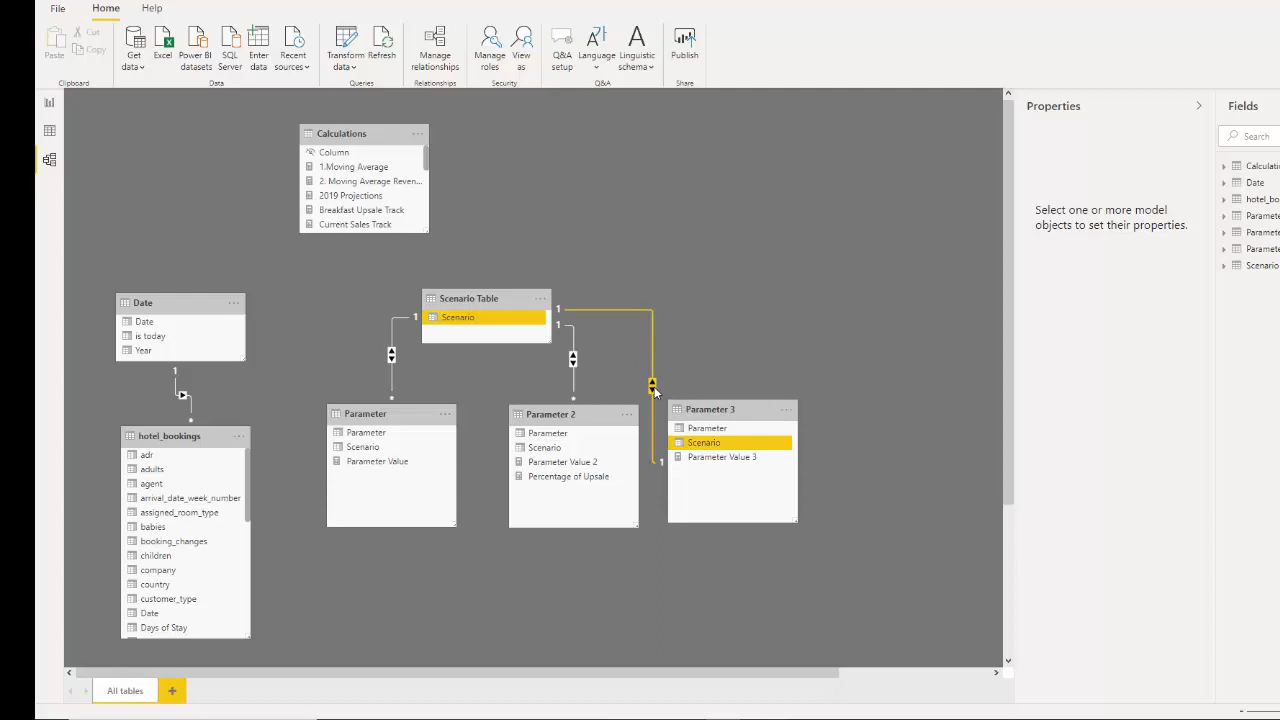 File Home Help
Paste
Cut
Copy
Get data
Excel
Power BI datasets
SQL Server
Enter data
Recent sources
Transform data
Refresh
Manage relationships
Manage roles
View as
Q&A setup
Language
Linguistic schema
Publish
Clipboard
Data
Queries
Relationships
Security
Q&A
Share
Calculations
Column
1.Moving Average
2. Moving Average Reven...
2019 Projections
Breakfast Upsale Track
Current Sales Track
Date
Date
is today
Year
1
hotel_bookings
adr
adults
agent
arrival_date_week_number
assigned_room_type
babies
booking_changes
children
company
country
customer_type
Date
Days of Stay
Scenario Table
Scenario
1
1
1
Parameter
Parameter
Scenario
Parameter Value
Parameter 2
Parameter
Scenario
Parameter Value 2
Percentage of Upsale
Parameter 3
Parameter
Scenario
Parameter Value 3
1
Properties
Select one or more model
objects to set their properties.
Fields
Search
Calculati
Date
hotel_bo
Parameter
Parameter
Parameter
Scenario
All tables